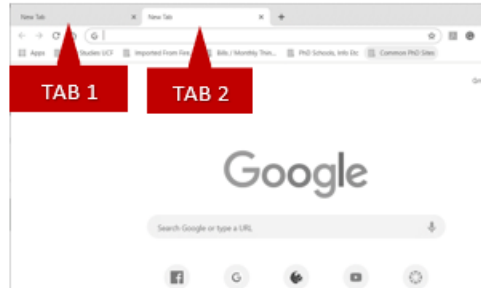 New Tab
New Tab
Apps
Studies UCF
Imported From Fire
Bills / Monthly Thin...
PhD Schools, Info Etc
Common PhD Sites
TAB 1
TAB 2
Google
Search Google or type a URL